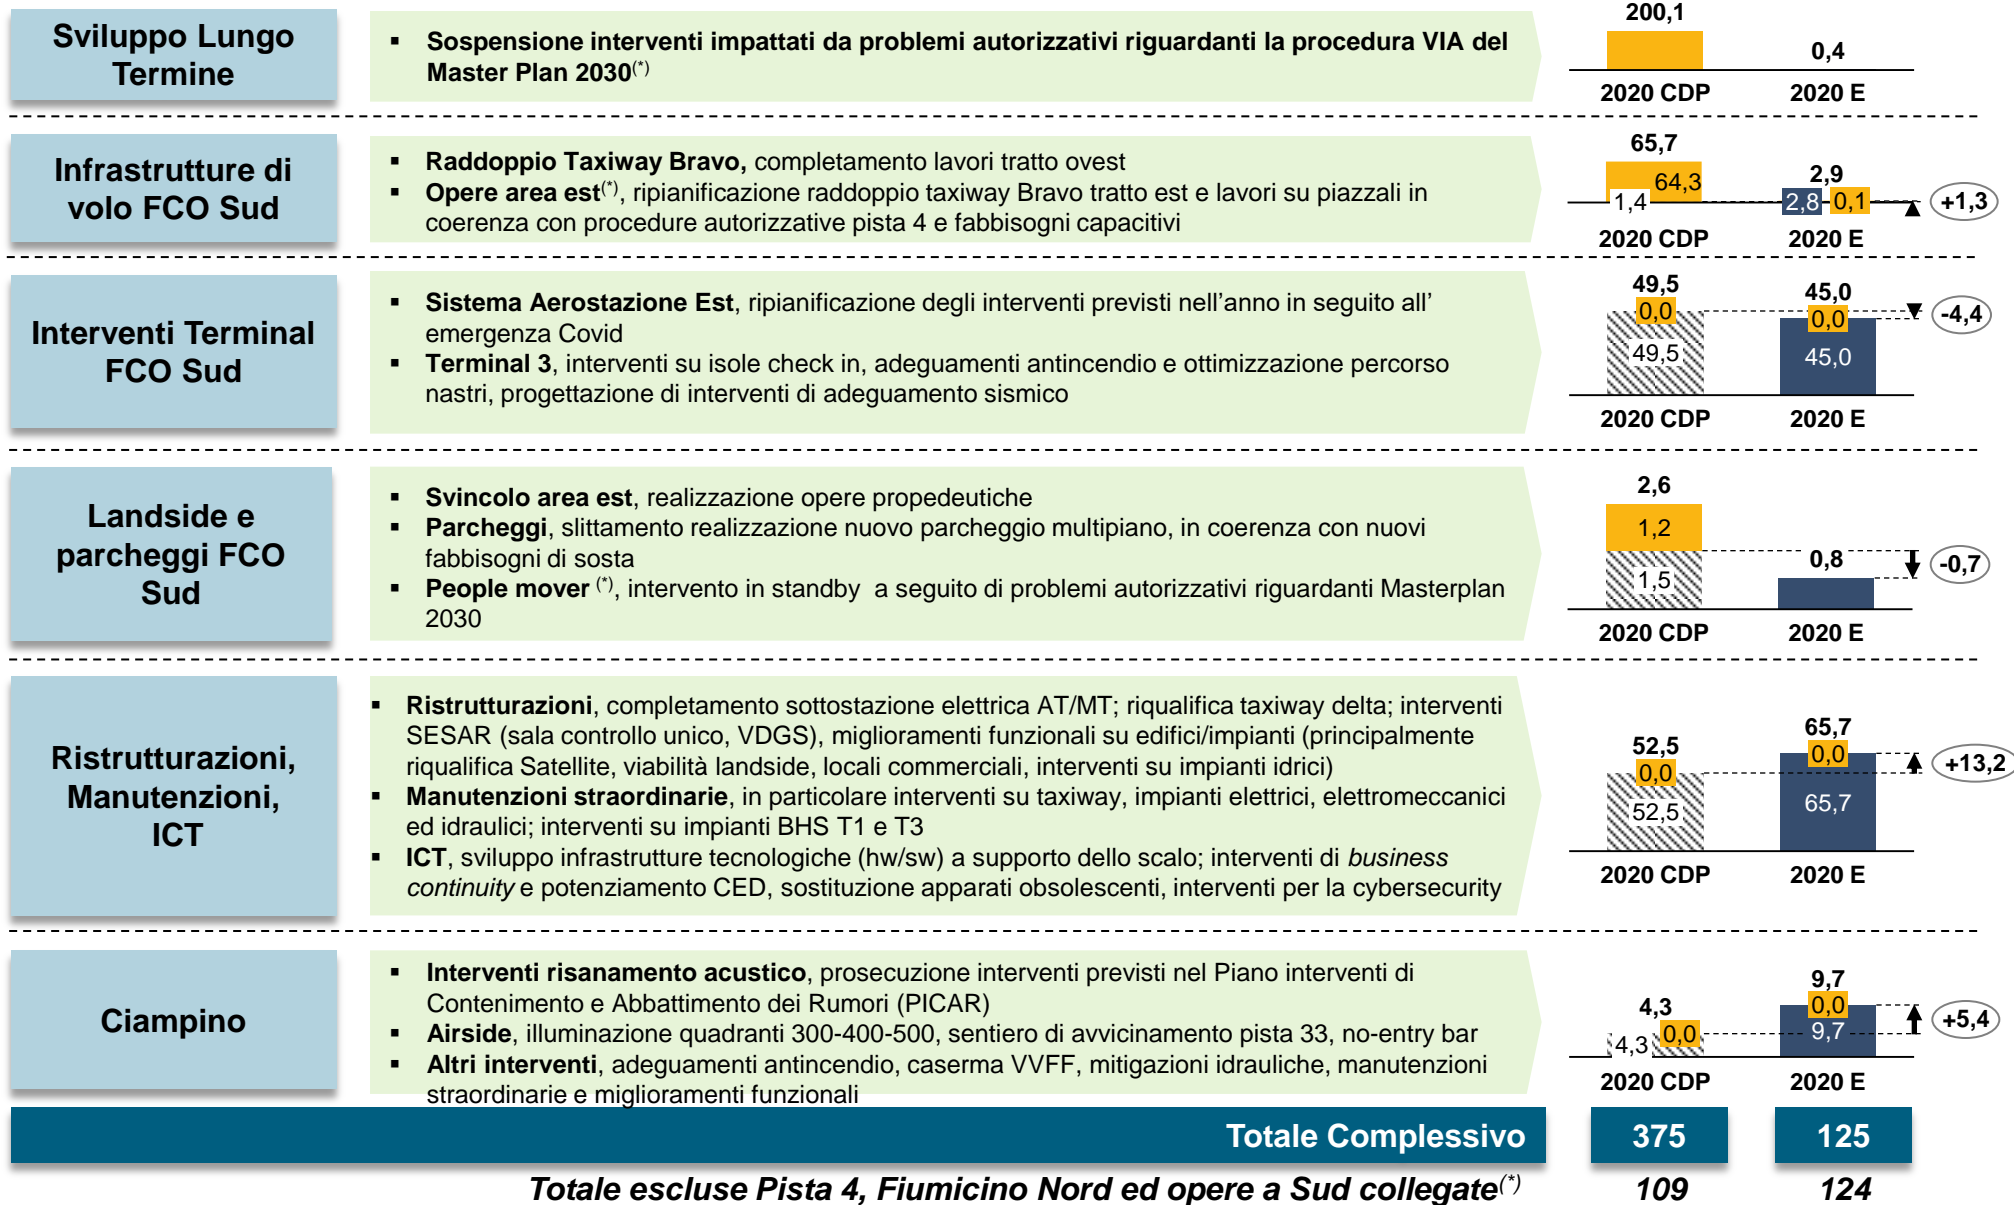 Sviluppo Lungo
Termine
▪ Sospensione interventi impattati da problemi autorizzativi riguardanti la procedura VIA del
Master Plan 2030(*)
200,1
0,4
2020 CDP 2020 E
Infrastrutture di
volo FCO Sud
▪ Raddoppio Taxiway Bravo, completamento lavori tratto ovest
▪ Opere area est(*), ripianificazione raddoppio taxiway Bravo tratto est e lavori su piazzali in
coerenza con procedure autorizzative pista 4 e fabbisogni capacitivi
65,7
64,3
1,4
2,9
2,8 0,1
+1,3
2020 CDP 2020 E
Interventi Terminal
FCO Sud
▪ Sistema Aerostazione Est, ripianificazione degli interventi previsti nell’anno in seguito all’
emergenza Covid
▪ Terminal 3, interventi su isole check in, adeguamenti antincendio e ottimizzazione percorso
nastri, progettazione di interventi di adeguamento sismico
49,5
0,0
49,5
45,0
0,0
45,0
-4,4
2020 CDP 2020 E
Landside e
parcheggi FCO
Sud
▪ Svincolo area est, realizzazione opere propedeutiche
▪ Parcheggi, slittamento realizzazione nuovo parcheggio multipiano, in coerenza con nuovi
fabbisogni di sosta
▪ People mover (*), intervento in standby a seguito di problemi autorizzativi riguardanti Masterplan
2030
2,6
1,2
1,5
0,8
-0,7
2020 CDP 2020 E
Ristrutturazioni,
Manutenzioni,
ICT
▪ Ristrutturazioni, completamento sottostazione elettrica AT/MT; riqualifica taxiway delta; interventi
SESAR (sala controllo unico, VDGS), miglioramenti funzionali su edifici/impianti (principalmente
riqualifica Satellite, viabilità landside, locali commerciali, interventi su impianti idrici)
▪ Manutenzioni straordinarie, in particolare interventi su taxiway, impianti elettrici, elettromeccanici
ed idraulici; interventi su impianti BHS T1 e T3
▪ ICT, sviluppo infrastrutture tecnologiche (hw/sw) a supporto dello scalo; interventi di business
continuity e potenziamento CED, sostituzione apparati obsolescenti, interventi per la cybersecurity
52,5
0,0
52,5
65,7
0,0
65,7
+13,2
2020 CDP 2020 E
Ciampino
▪ Interventi risanamento acustico, prosecuzione interventi previsti nel Piano interventi di
Contenimento e Abbattimento dei Rumori (PICAR)
▪ Airside, illuminazione quadranti 300-400-500, sentiero di avvicinamento pista 33, no-entry bar
▪ Altri interventi, adeguamenti antincendio, caserma VVFF, mitigazioni idrauliche, manutenzioni
straordinarie e miglioramenti funzionali
4,3
4,3 0,0
9,7
0,0
9,7
+5,4
2020 CDP 2020 E
Totale Complessivo 375 125
Totale escluse Pista 4, Fiumicino Nord ed opere a Sud collegate(*) 109 124